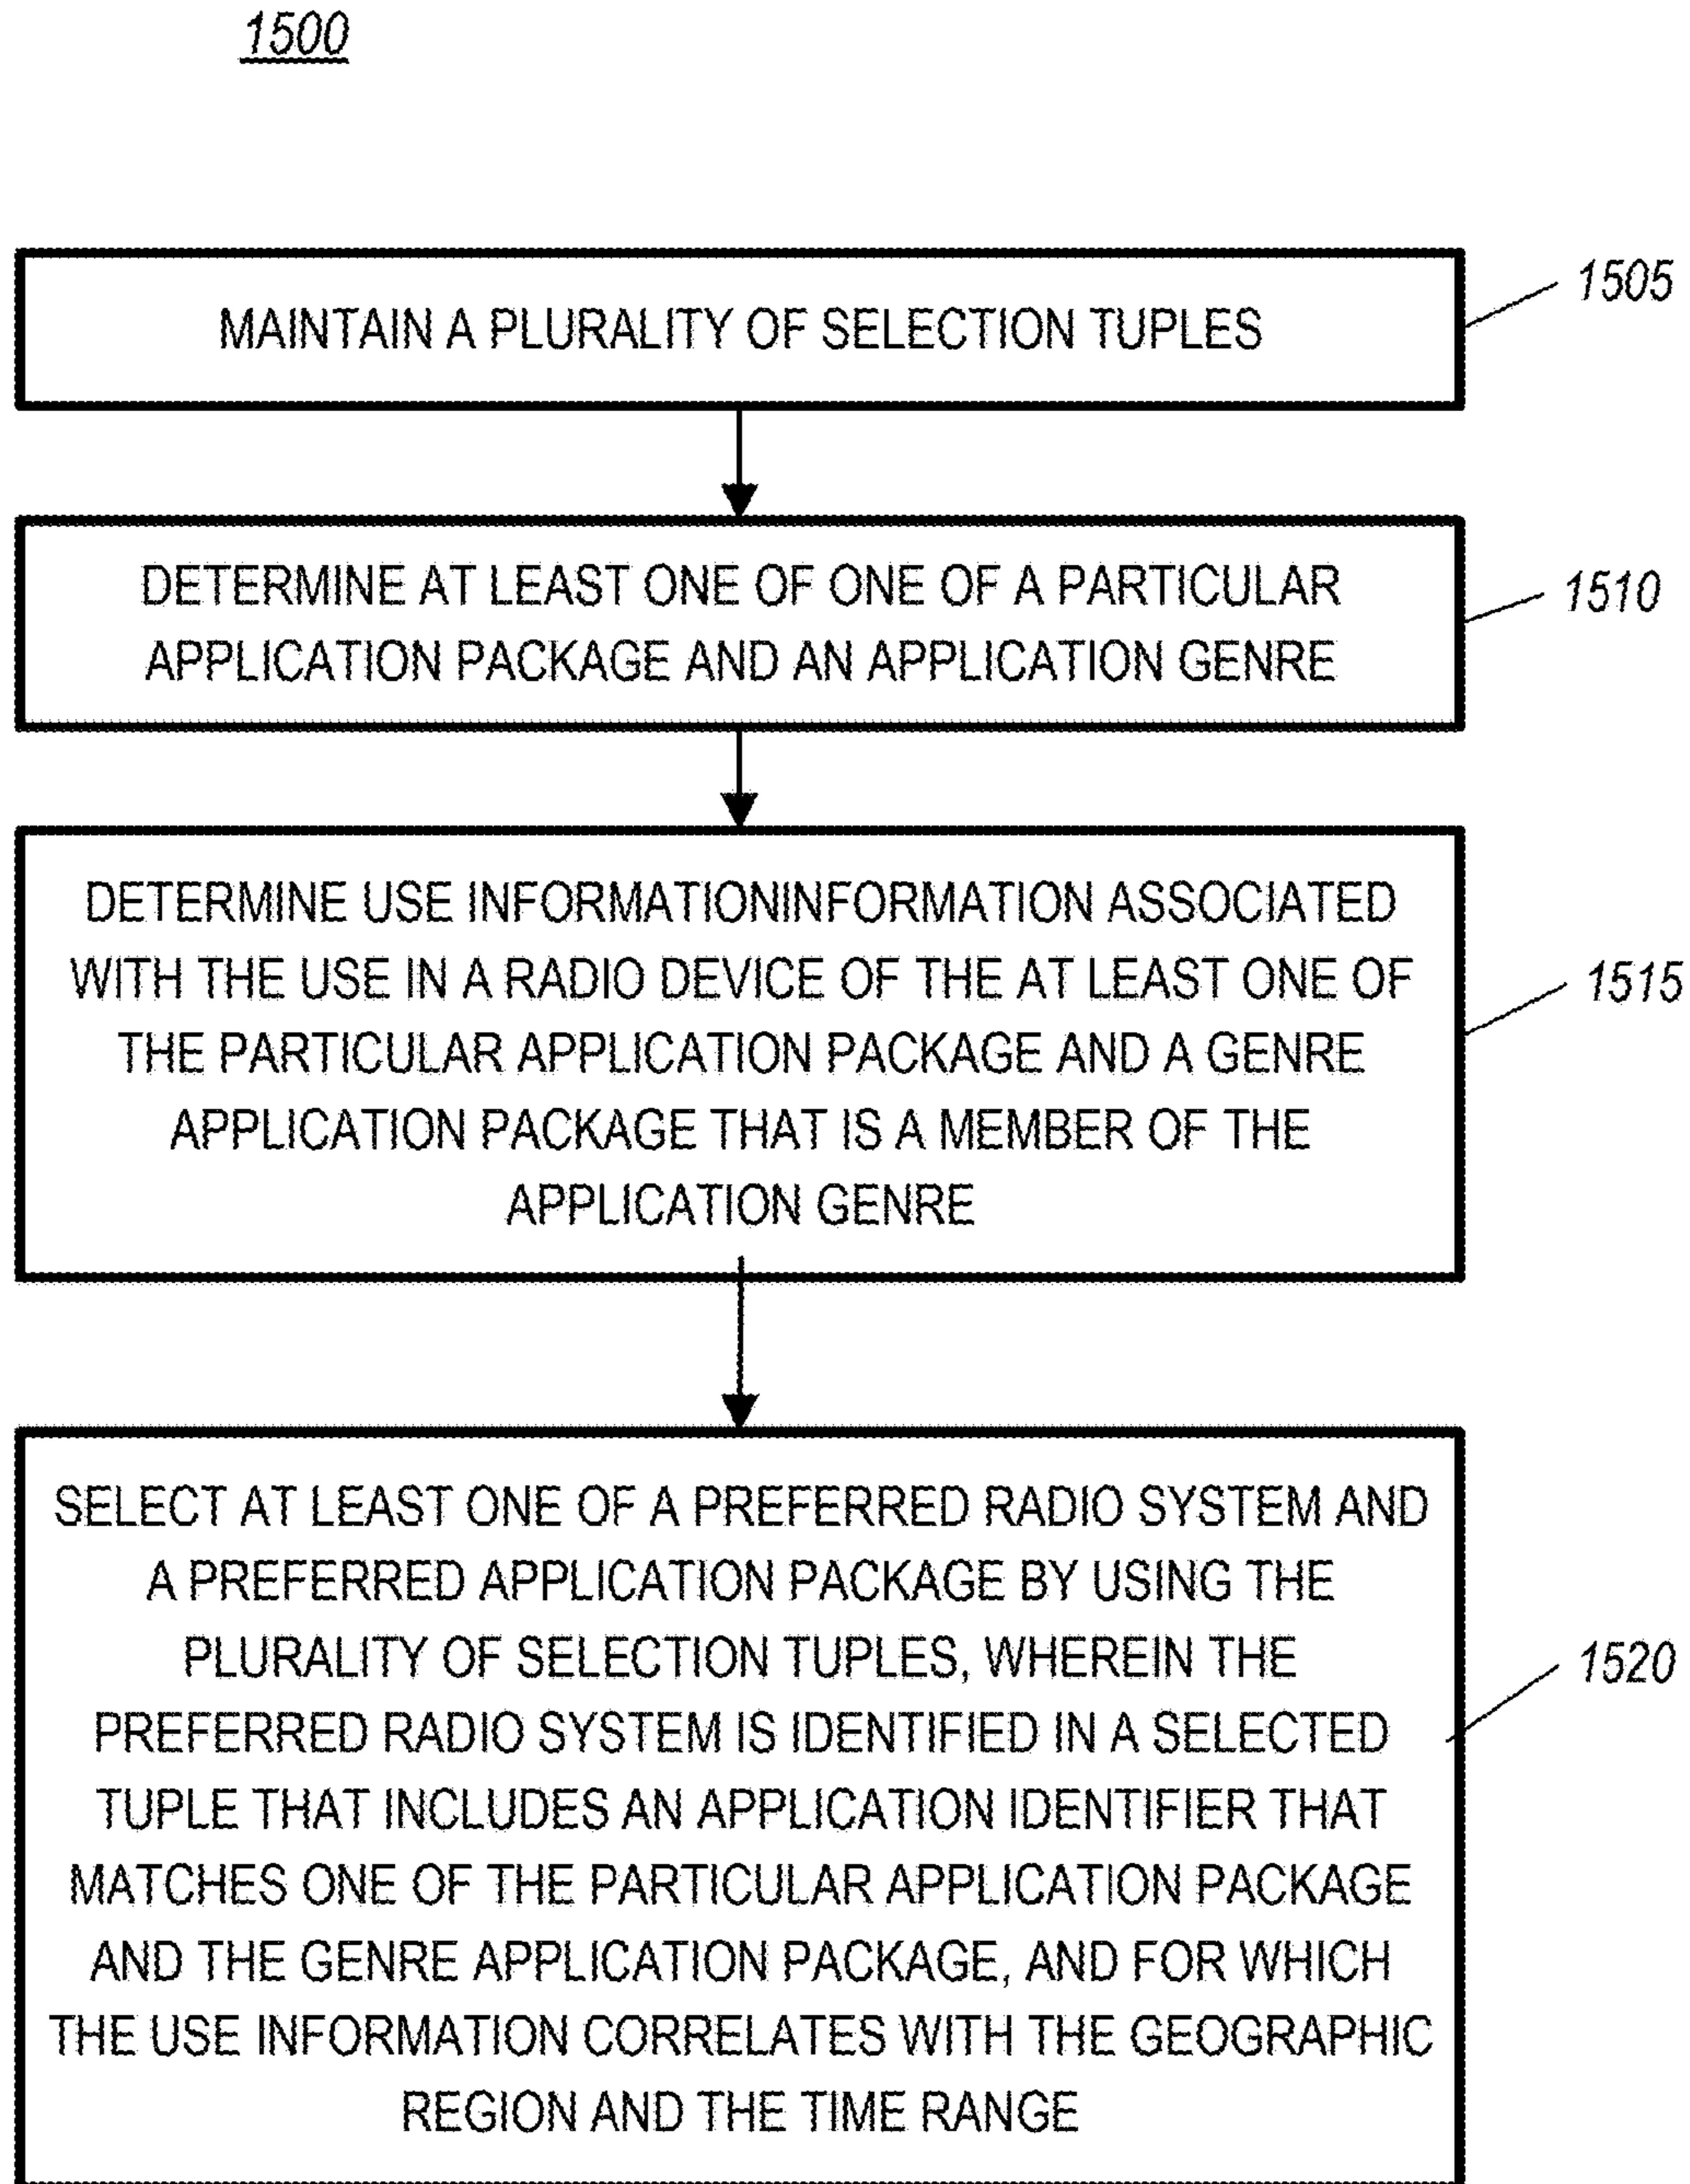 1500
MAINTAIN A PLURALITY OF SELECTION TUPLES
1505
DETERMINE AT LEAST ONE OF ONE OF A PARTICULAR
APPLICATION PACKAGE AND AN APPLICATION GENRE
1510
DETERMINE USE INFORMATIONINFORMATION ASSOCIATED
WITH THE USE IN A RADIO DEVICE OF THE AT LEAST ONE OF
THE PARTICULAR APPLICATION PACKAGE AND A GENRE
APPLICATION PACKAGE THAT IS A MEMBER OF THE
APPLICATION GENRE
1515
SELECT AT LEAST ONE OF A PREFERRED RADIO SYSTEM AND
A PREFERRED APPLICATION PACKAGE BY USING THE
PLURALITY OF SELECTION TUPLES, WHEREIN THE
PREFERRED RADIO SYSTEM IS IDENTIFIED IN A SELECTED
TUPLE THAT INCLUDES AN APPLICATION IDENTIFIER THAT
MATCHES ONE OF THE PARTICULAR APPLICATION PACKAGE
AND THE GENRE APPLICATION PACKAGE, AND FOR WHICH
THE USE INFORMATION CORRELATES WITH THE GEOGRAPHIC
REGION AND THE TIME RANGE
1520